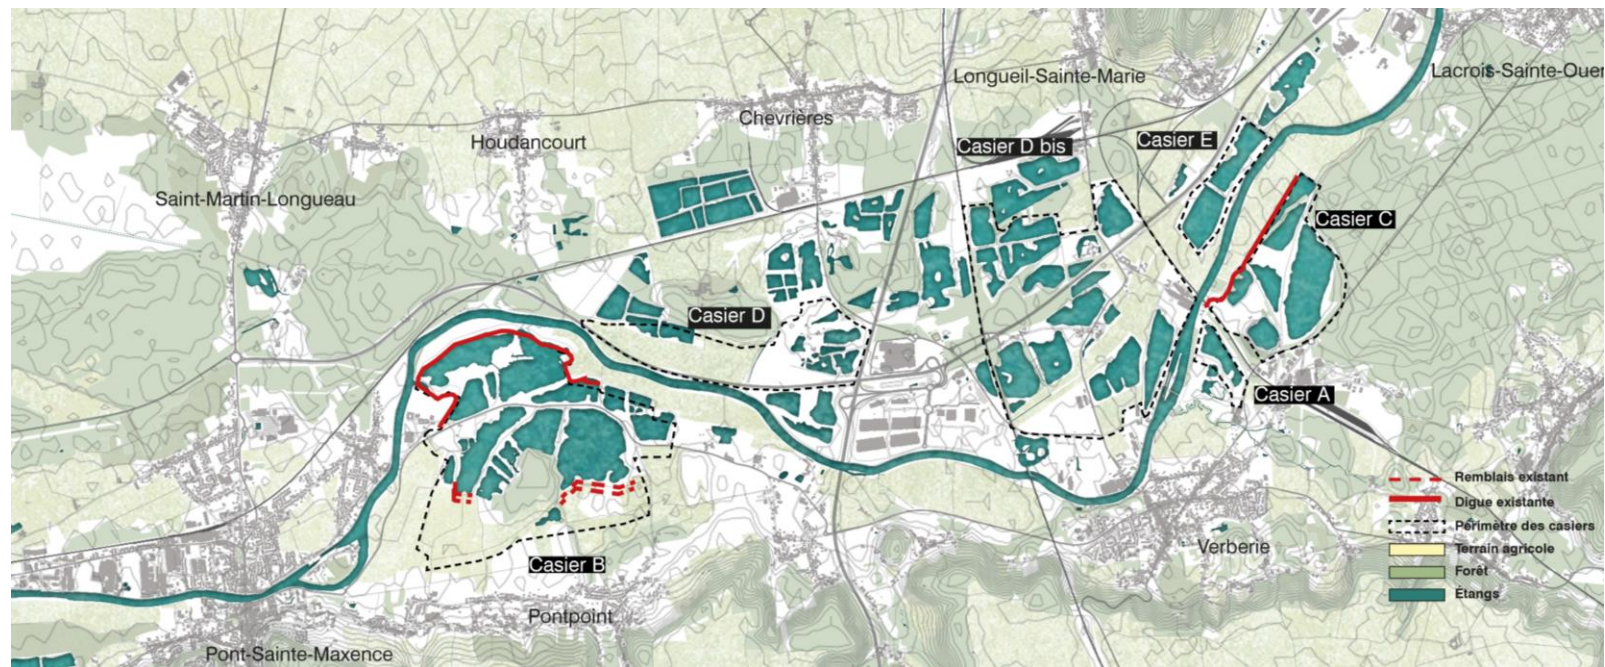 Longueil-Sainte-Marie
Lacrois-Sainte-Ouen
Chevrières
Houdancourt
Casier D bis
Casier E
Saint-Martin-Longueau
Casier C
Casier D
Casier A
Remblais existant
Digue existante
Périmètre des casiers
Terrain agricole
Forêt
Étangs
Verberie
Casier B
Pontpoint
Pont-Sainte-Maxence